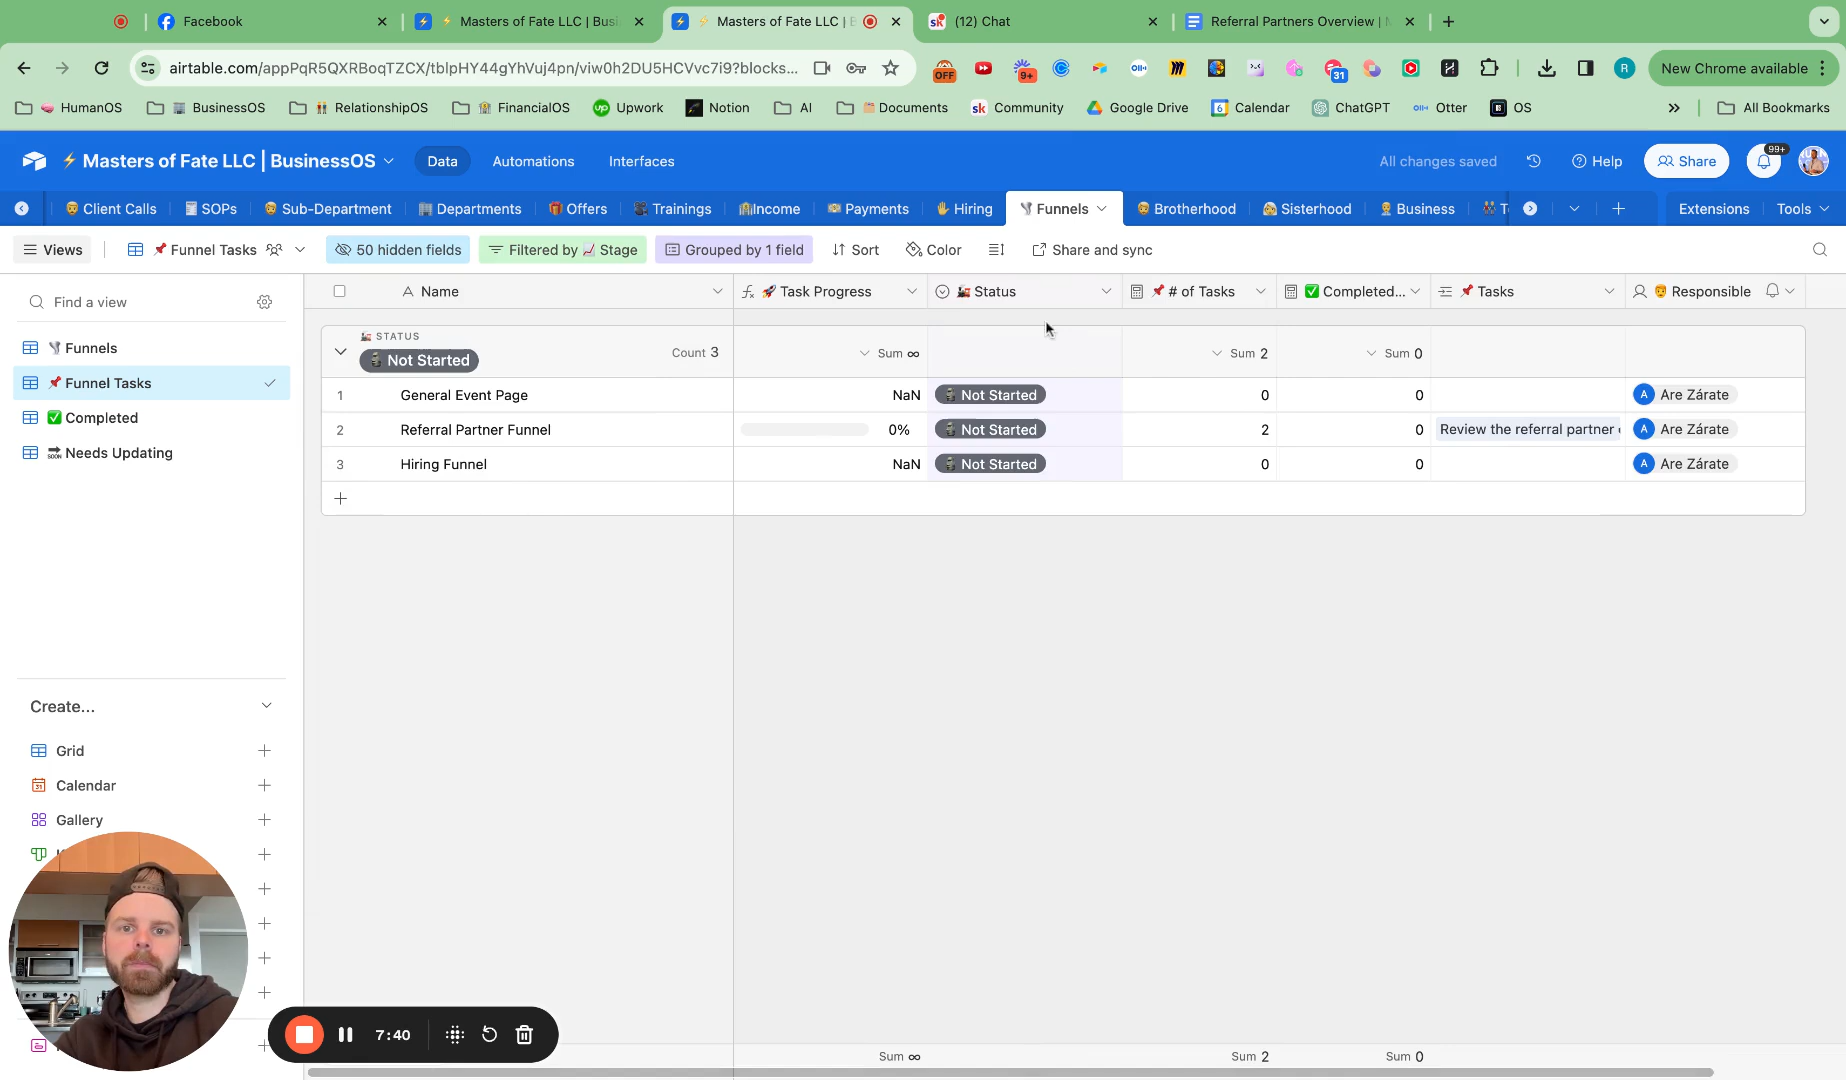 Facebook
Masters of Fate LLC | Busi
Masters of Fate LLC | B
(12) Chat
Referral Partners Overview |
airtable.com/appPqR5QXRBoqTZCX/tblpHY44gYhVuj4pn/viw0h2DU5HCVvc7i9?blocks...
OFF
9+
31
R
New Chrome available
HumanOS
BusinessOS
RelationshipOS
FinancialOS
Upwork
Notion
AI
Documents
Community
Google Drive
Calendar
ChatGPT
Otter
OS
All Bookmarks
Masters of Fate LLC | BusinessOS
Data
Automations
Interfaces
All changes saved
Help
Share
99+
Client Calls
SOPs
Sub-Department
Departments
Offers
Trainings
Income
Payments
Hiring
Funnels
Brotherhood
Sisterhood
Business
Extensions
Tools
Views
Funnel Tasks
50 hidden fields
Filtered by Stage
Grouped by 1 field
Sort
Color
Share and sync
Find a view
Funnels
Funnel Tasks
Completed
Needs Updating
Name
Task Progress
Status
# of Tasks
Completed...
Tasks
Responsible
STATUS
Not Started
Count 3
Sum ∞
Sum 2
Sum 0
1 General Event Page NaN Not Started 0 0 A Are Zárate
2 Referral Partner Funnel 0% Not Started 2 0 Review the referral partner A Are Zárate
3 Hiring Funnel NaN Not Started 0 0 A Are Zárate
Create...
Grid
Calendar
Gallery
7:40
Sum ∞
Sum 2
Sum 0